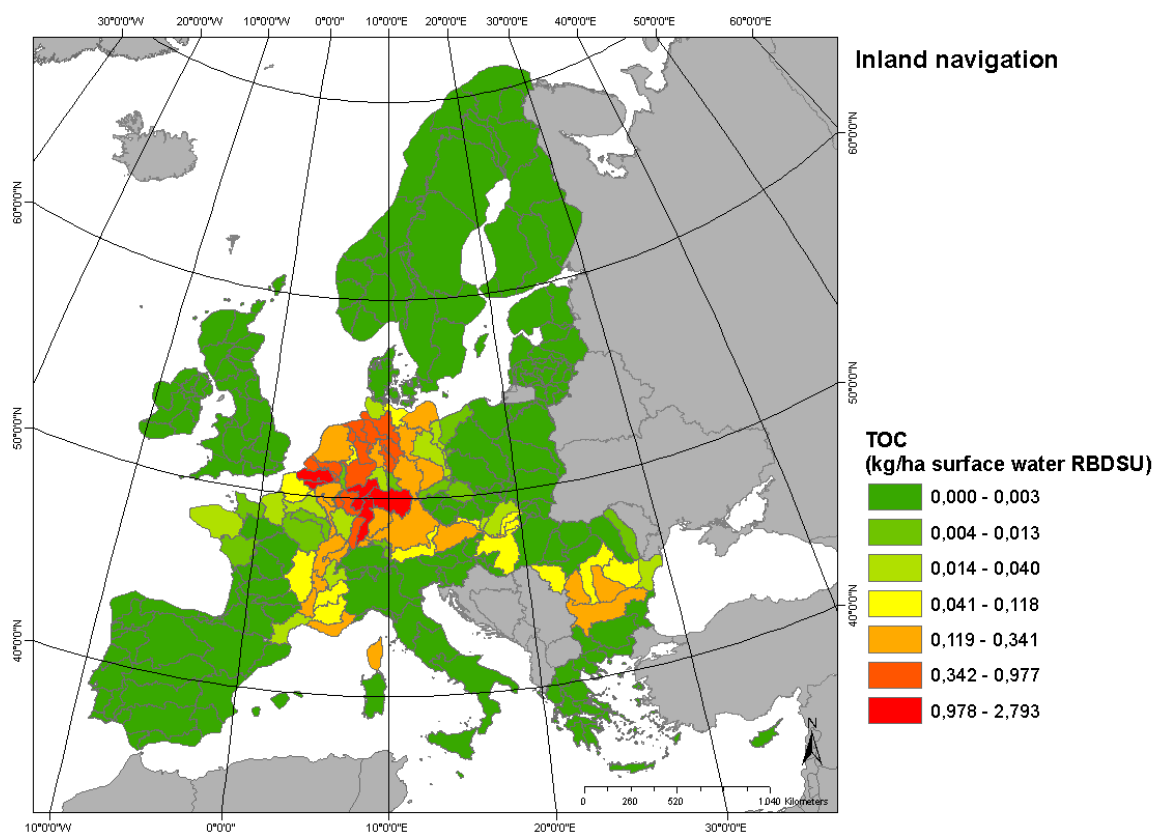 30°0'0"W 20°0'0"W 10°0'0"W 0°0'0" 10°0'0"E 20°0'0"E 30°0'0"E 40°0'0"E 50°0'0"E 60°0'0"E
Inland navigation
60°0'0"N
60°0'0"N
50°0'0"N
50°0'0"N
40°0'0"N
40°0'0"N
TOC
(kg/ha surface water RBDSU)
0,000 - 0,003
0,004 - 0,013
0,014 - 0,040
0,041 - 0,118
0,119 - 0,341
0,342 - 0,977
0,978 - 2,793
N
0 260 520 1.040 Kilometers
10°0'0"W 0°0'0" 10°0'0"E 20°0'0"E 30°0'0"E